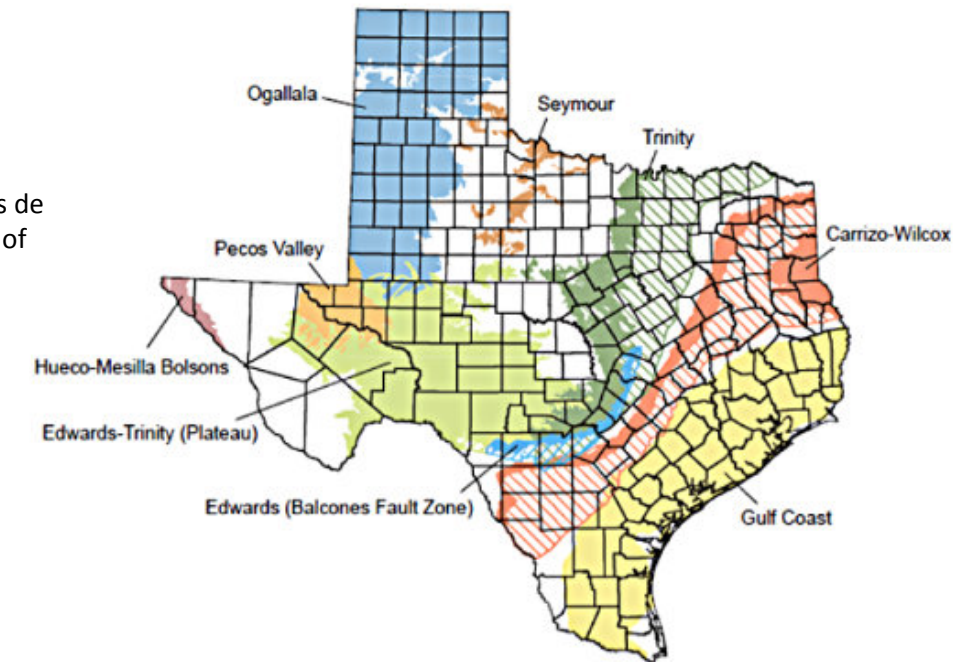 Ogallala
Seymour
Trinity
s de
of
Carrizo-Wilcox
Pecos Valley
Hueco-Mesilla Bolsons
Edwards-Trinity (Plateau)
Edwards (Balcones Fault Zone)
Gulf Coast